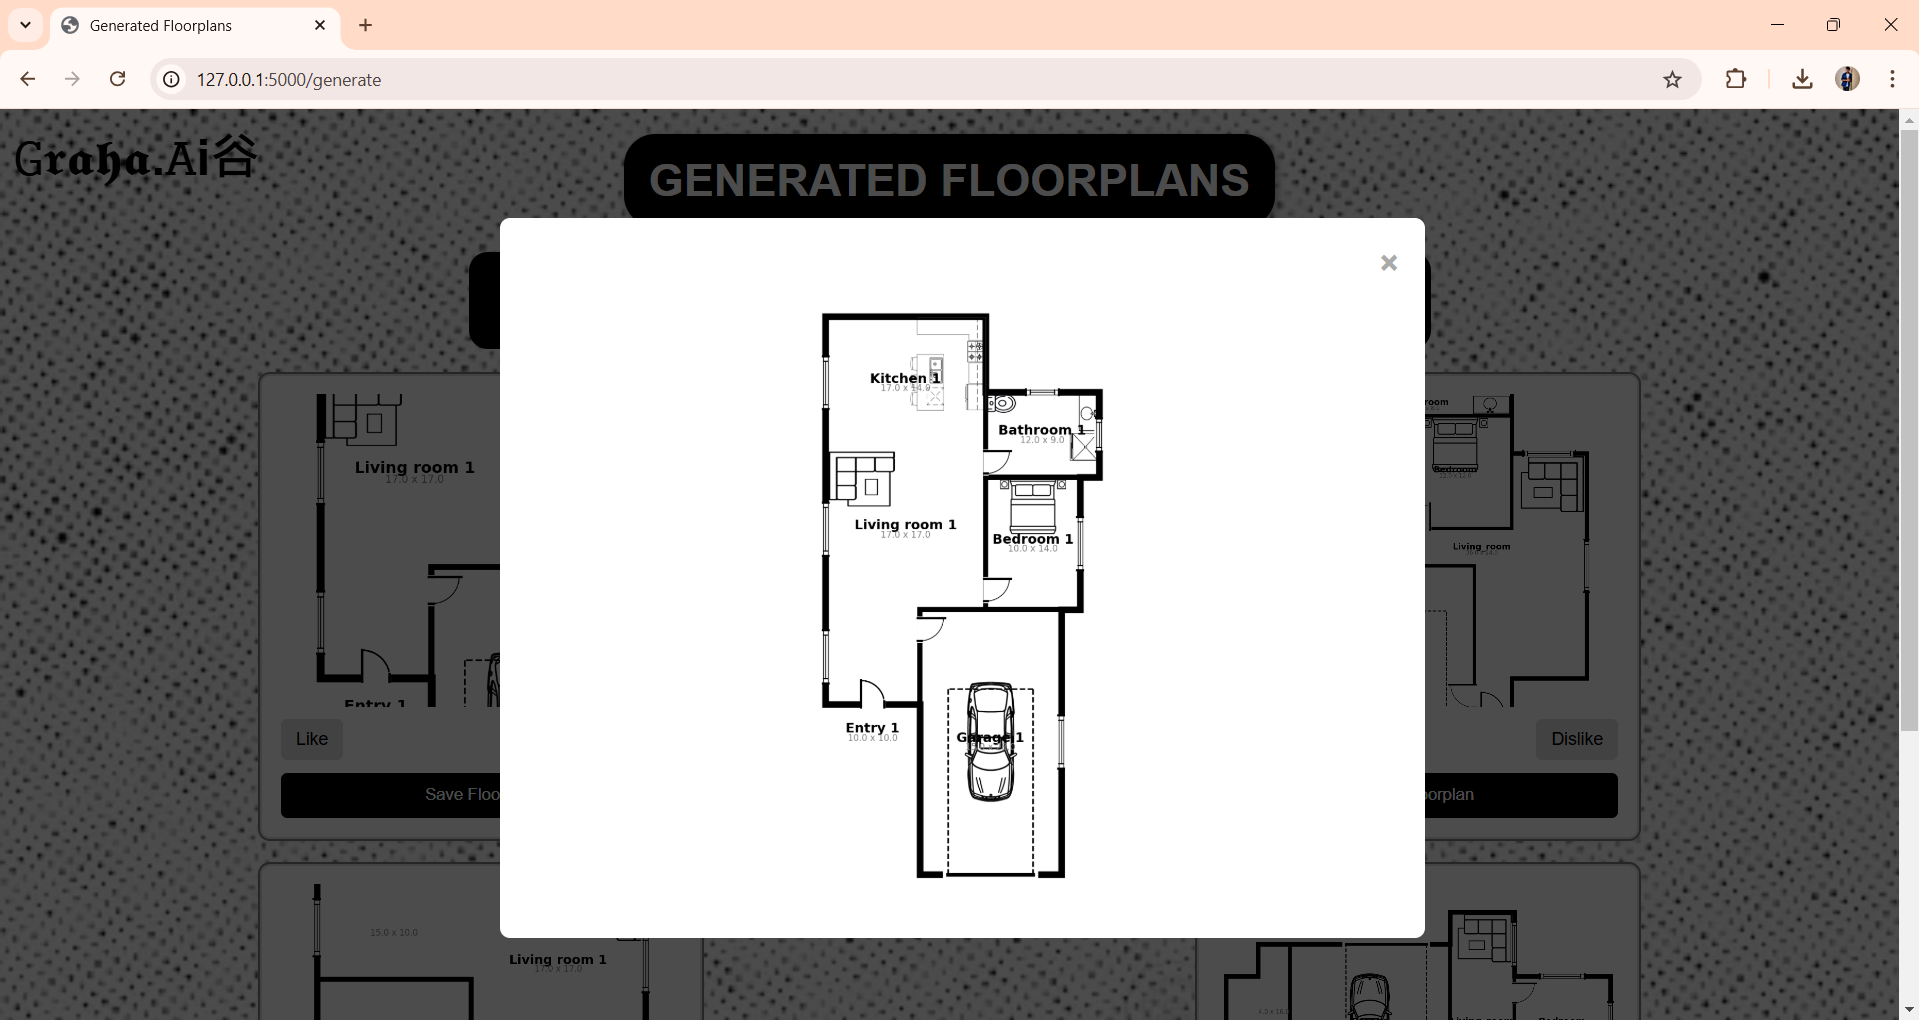 Generated Floorplans
127.0.0.1:5000/generate
Graha.Ai谷
GENERATED FLOORPLANS
Kitchen 1
17.0 x 14.0
Bathroom 1
12.0 x 9.0
Living room 1
17.0 x 17.0
Bedroom 1
10.0 x 14.0
Entry 1
10.0 x 10.0
Garage 1
Living room 1
17.0 x 17.0
Entry 1
Like
Save Floo
room
Bedroom
Living room
Dislike
orplan
15.0 x 10.0
Living room 1
17.0 x 17.0